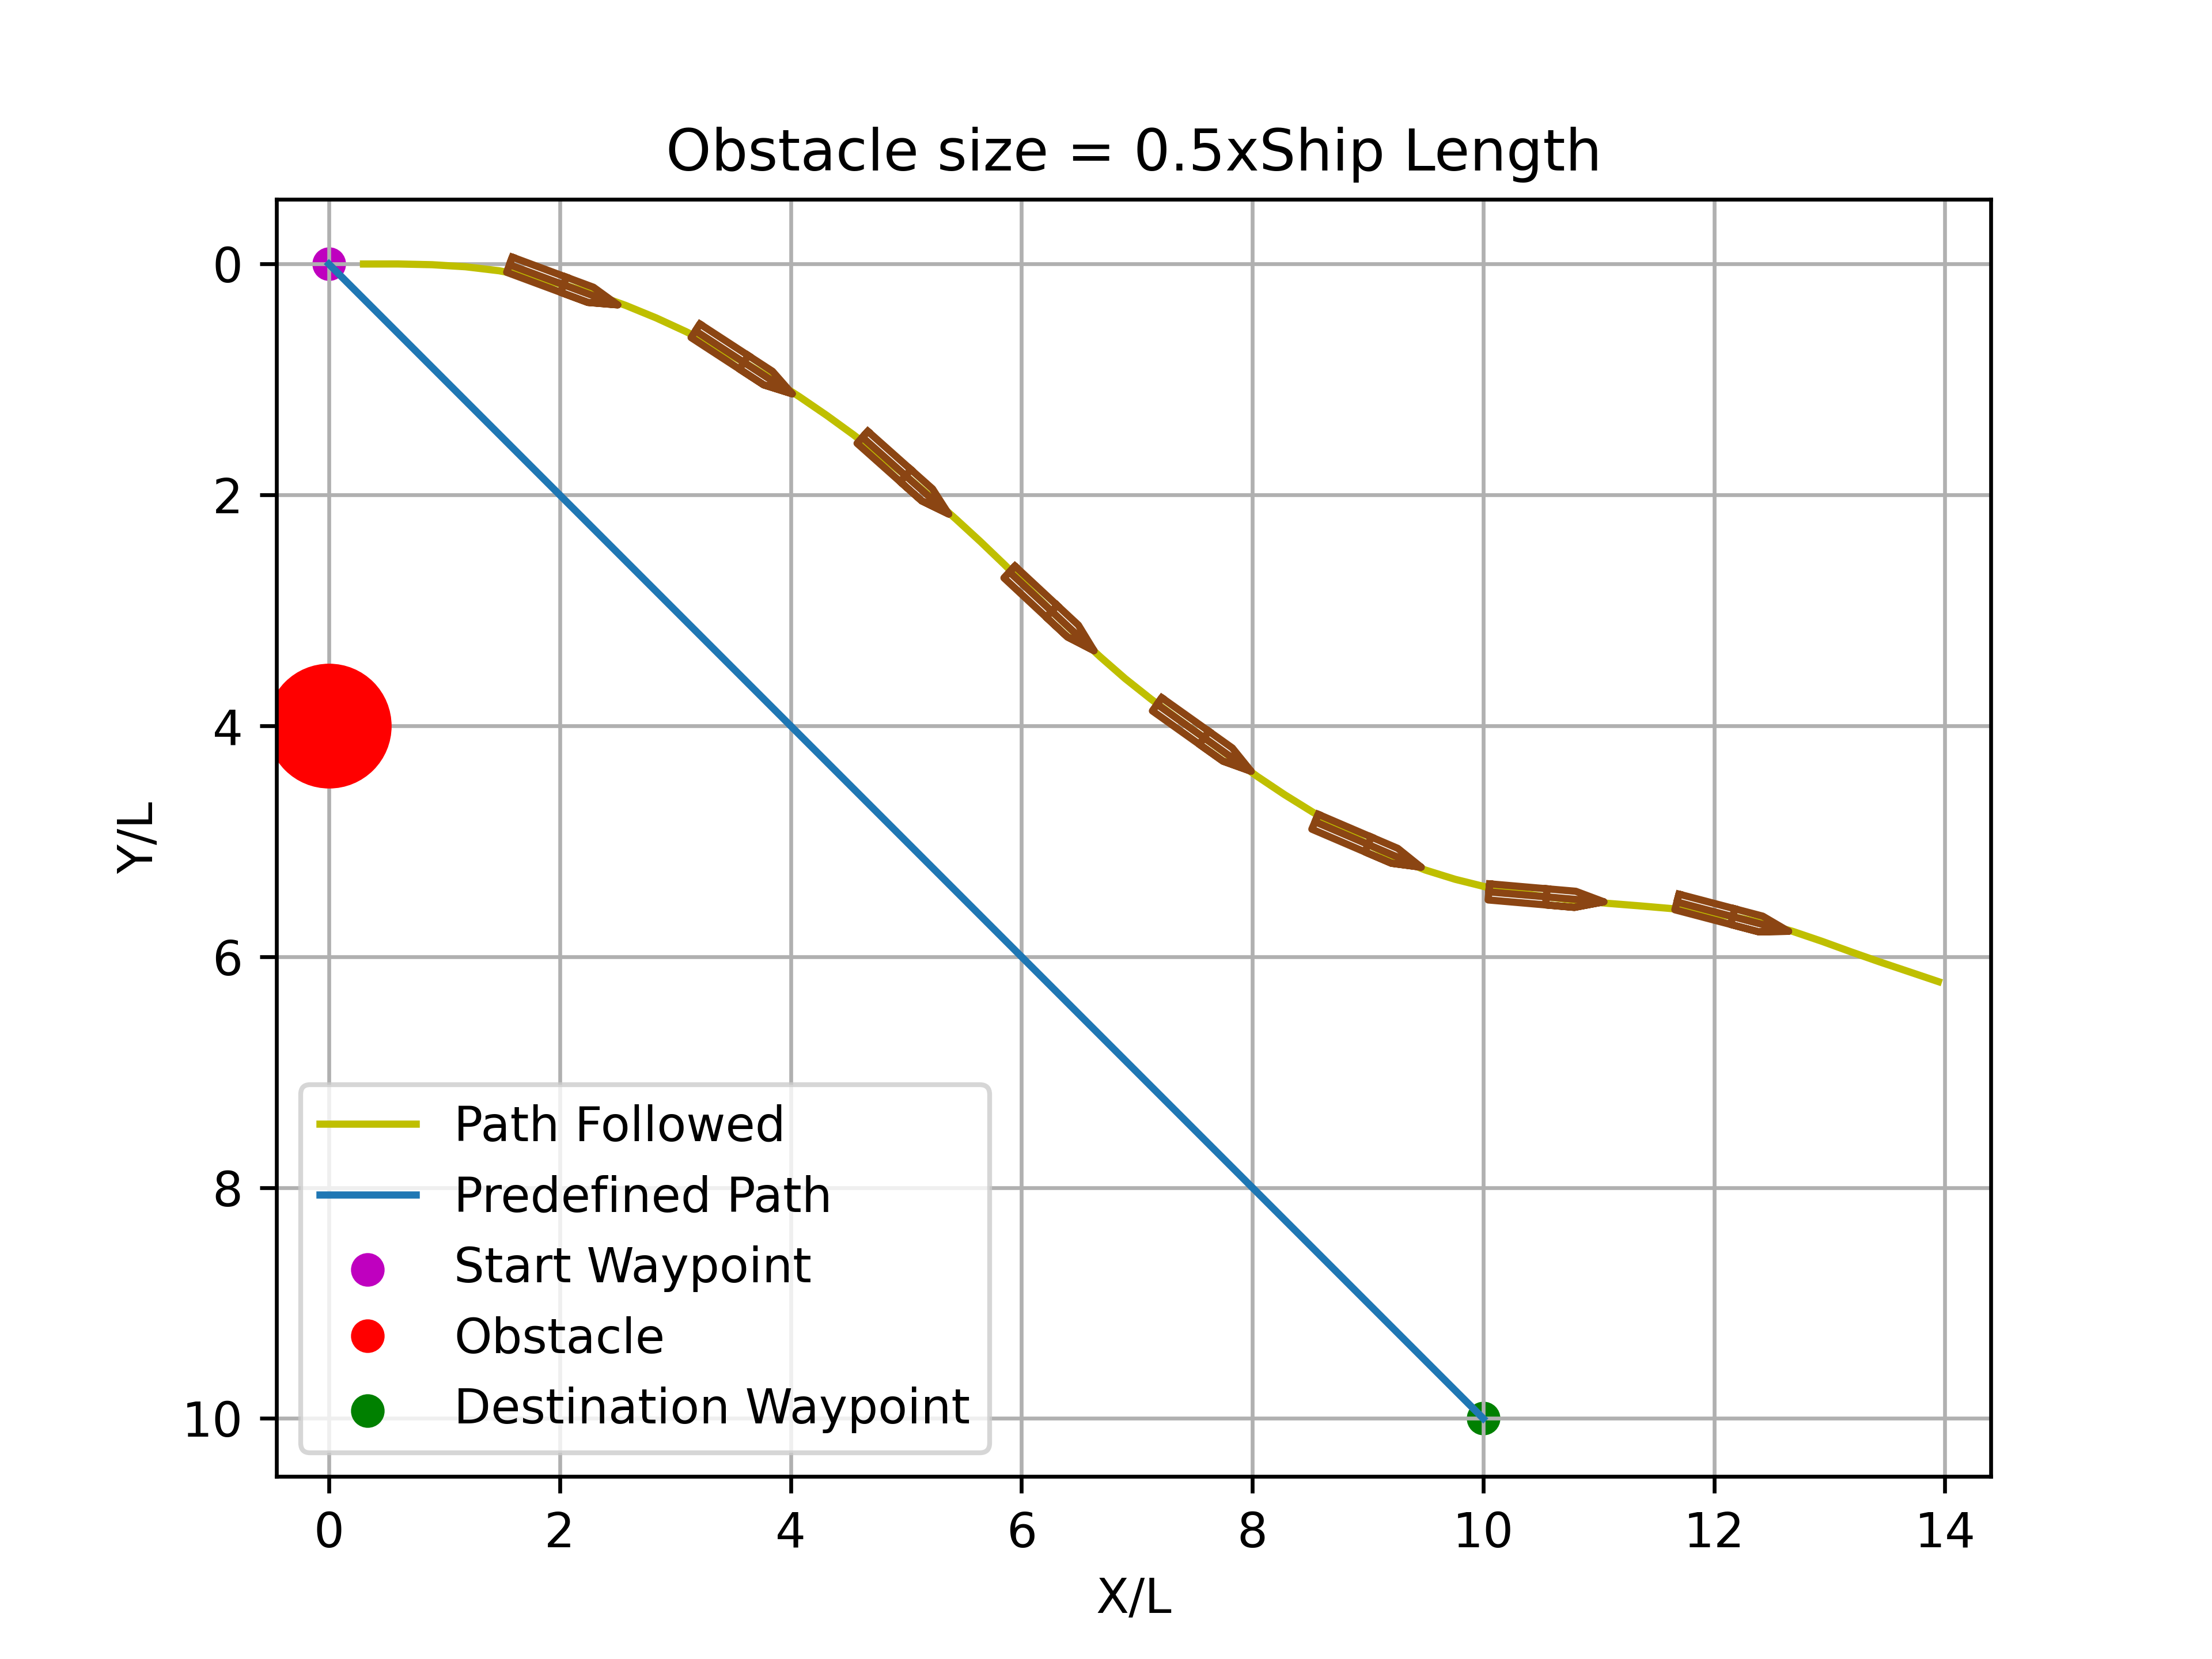 Obstacle size = 0.5xShip Length
0
2
4
6
8
10
Y/L
Path Followed
Predefined Path
Start Waypoint
Obstacle
Destination Waypoint
0 2 4 6 8 10 12 14
X/L